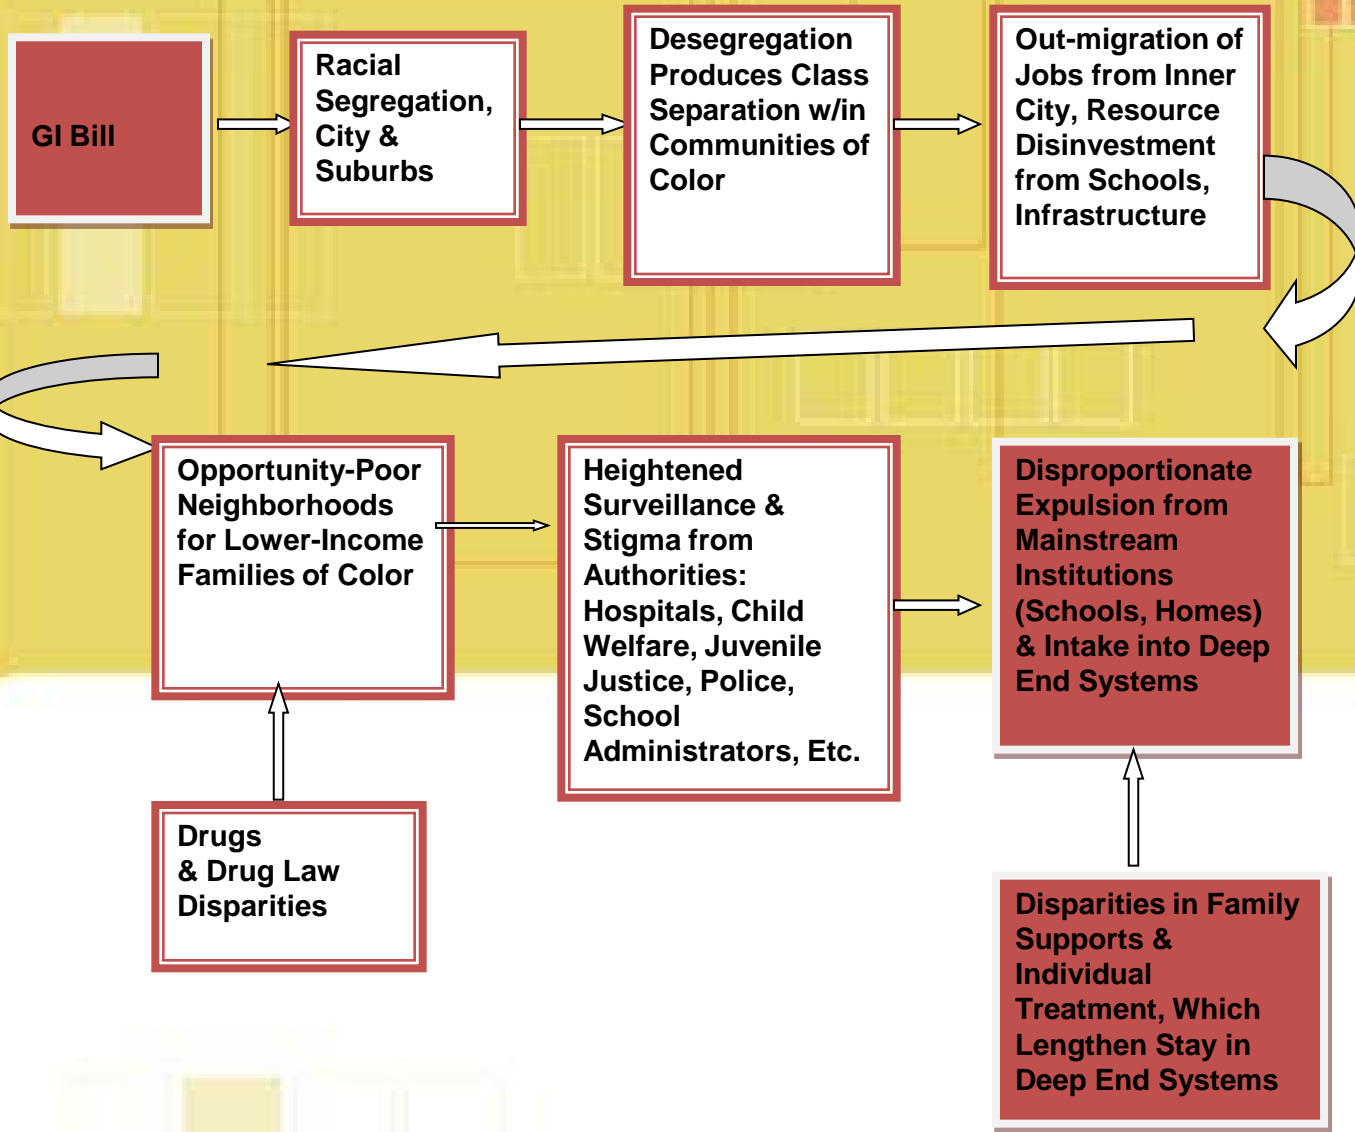 GI Bill
Racial
Segregation,
City &
Suburbs
Desegregation
Produces Class
Separation w/in
Communities of
Color
Out-migration of
Jobs from Inner
City, Resource
Disinvestment
from Schools,
Infrastructure
Opportunity-Poor
Neighborhoods
for Lower-Income
Families of Color
Heightened
Surveillance &
Stigma from
Authorities:
Hospitals, Child
Welfare, Juvenile
Justice, Police,
School
Administrators, Etc.
Disproportionate
Expulsion from
Mainstream
Institutions
(Schools, Homes)
& Intake into Deep
End Systems
Drugs
& Drug Law
Disparities
Disparities in Family
Supports &
Individual
Treatment, Which
Lengthen Stay in
Deep End Systems